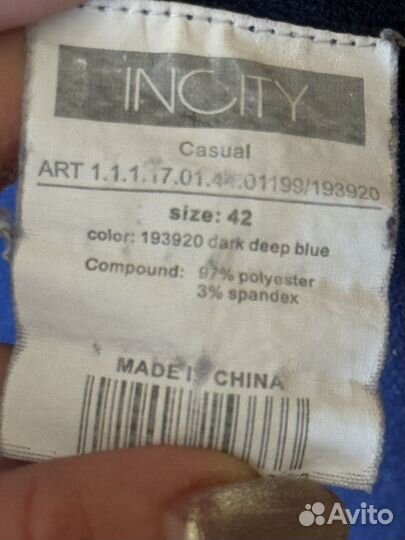 INCITY
Casual
ART 1.1.1.17.01.44.01199/193920
size: 42
color: 193920 dark deep blue
Compound: 97% polyester
3% spandex
MADE I CHINA
Avito